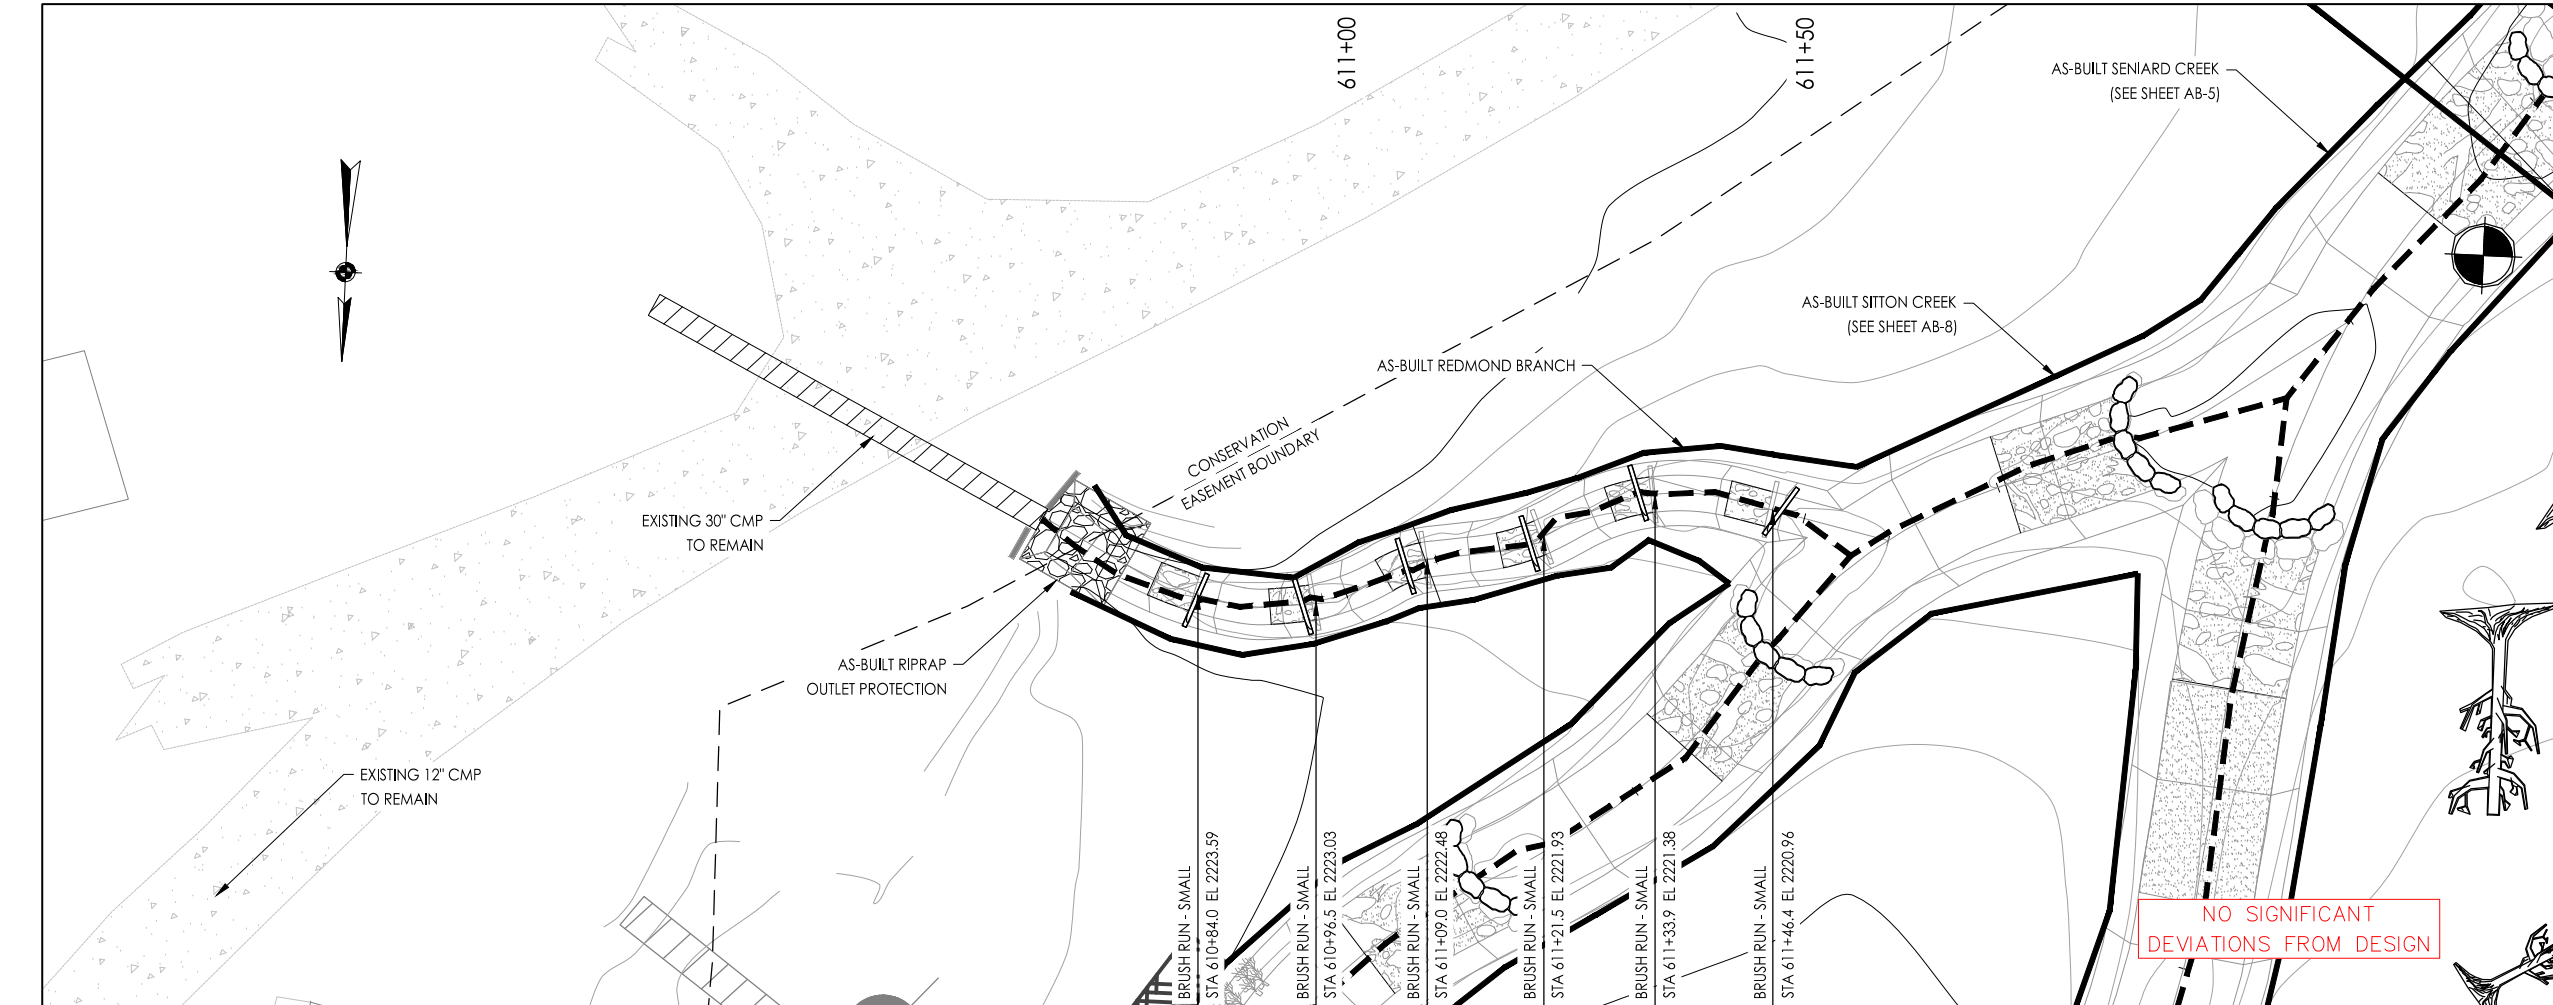 611+00
611+50
AS-BUILT SENIARD CREEK
(SEE SHEET AB-5)
AS-BUILT SITTON CREEK
(SEE SHEET AB-8)
AS-BUILT REDMOND BRANCH
CONSERVATION
EASEMENT BOUNDARY
EXISTING 30" CMP
TO REMAIN
AS-BUILT RIPRAP
OUTLET PROTECTION
EXISTING 12" CMP
TO REMAIN
BRUSH RUN - SMALL
STA 610+84.0 EL 2223.59
BRUSH RUN - SMALL
STA 610+96.5 EL 2223.03
BRUSH RUN - SMALL
STA 611+09.0 EL 2222.48
BRUSH RUN - SMALL
STA 611+21.5 EL 2221.93
BRUSH RUN - SMALL
STA 611+33.9 EL 2221.38
BRUSH RUN - SMALL
STA 611+46.4 EL 2220.96
NO SIGNIFICANT
DEVIATIONS FROM DESIGN